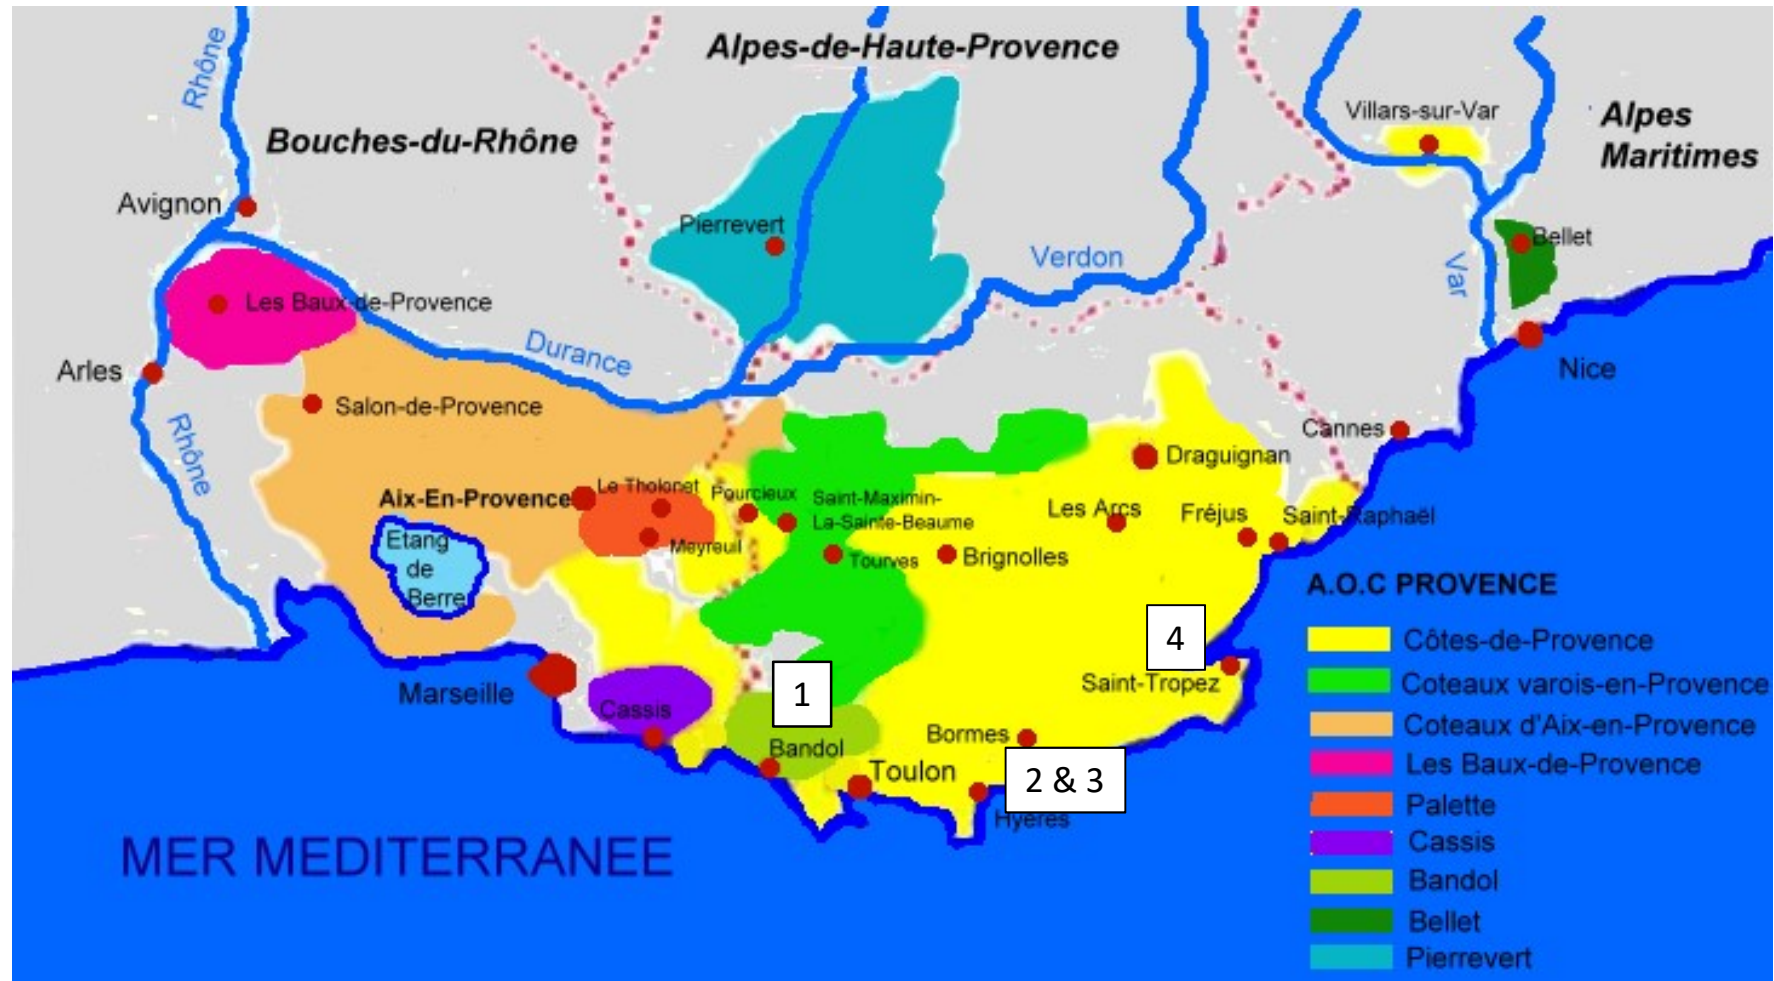 Rhône
Alpes-de-Haute-Provence
Villars-sur-Var
Alpes
Maritimes
Bouches-du-Rhône
Avignon
Pierrevert
Verdon
Bellet
Var
Les Baux-de-Provence
Durance
Arles
Nice
Salon-de-Provence
Rhône
Cannes
Draguignan
Aix-En-Provence
Le Tholonet
Pourcieux
Saint-Maximin-
La-Sainte-Beaume
Les Arcs
Fréjus
Saint-Raphaël
Meyreuil
Tourves
Brignolles
Etang
de
Berre
A.O.C PROVENCE
Côtes-de-Provence
Coteaux varois-en-Provence
Coteaux d'Aix-en-Provence
Les Baux-de-Provence
Palette
Cassis
Bandol
Bellet
Pierrevert
4
Saint-Tropez
1
Marseille
Cassis
Bandol
Bormes
Toulon
2 & 3
Hyères
MER MEDITERRANEE